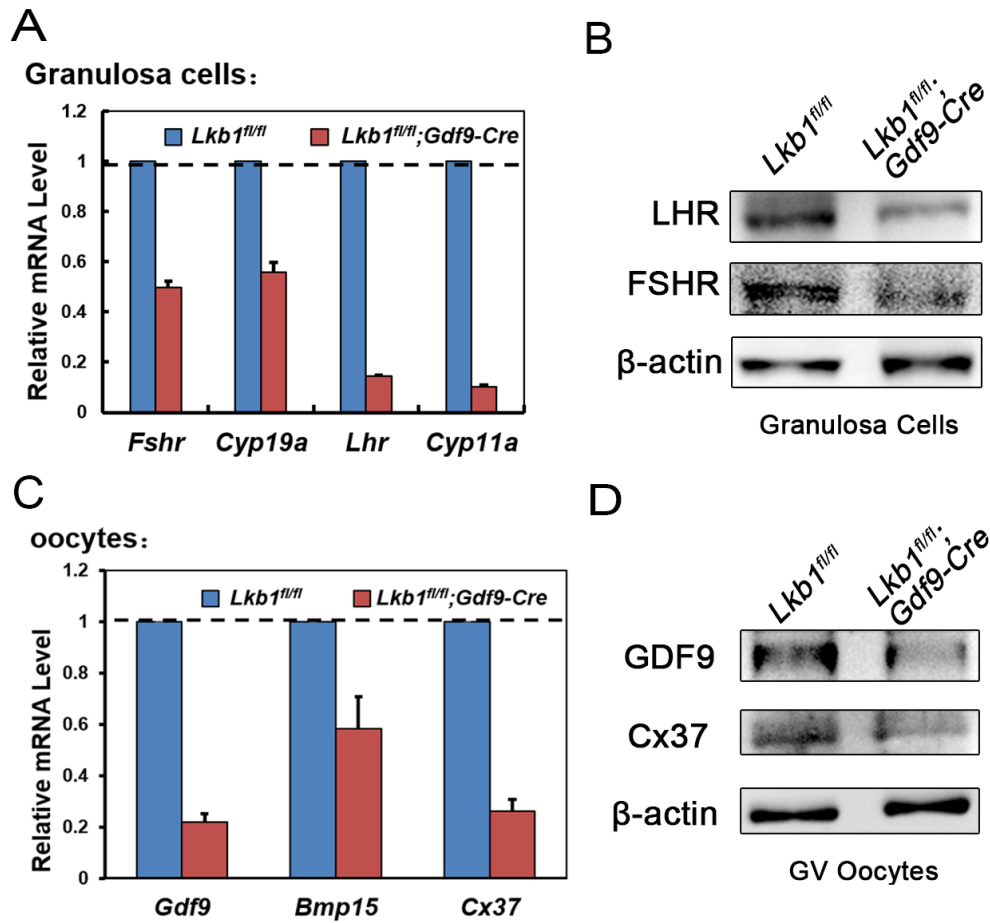 A
Granulosa cells:
1.2
1
0.8
0.6
0.4
0.2
0
Relative mRNA Level
Lkb1fl/fl
Lkb1fl/fl;Gdf9-Cre
Fshr Cyp19a Lhr Cyp11a
B
Lkb1fl/fl
Lkb1fl/fl;
Gdf9-Cre
LHR
FSHR
β-actin
Granulosa Cells
C
oocytes:
1.2
1
0.8
0.6
0.4
0.2
0
Relative mRNA Level
Lkb1fl/fl
Lkb1fl/fl;Gdf9-Cre
Gdf9 Bmp15 Cx37
D
Lkb1fl/fl
Lkb1fl/fl;
Gdf9-Cre
GDF9
Cx37
β-actin
GV Oocytes